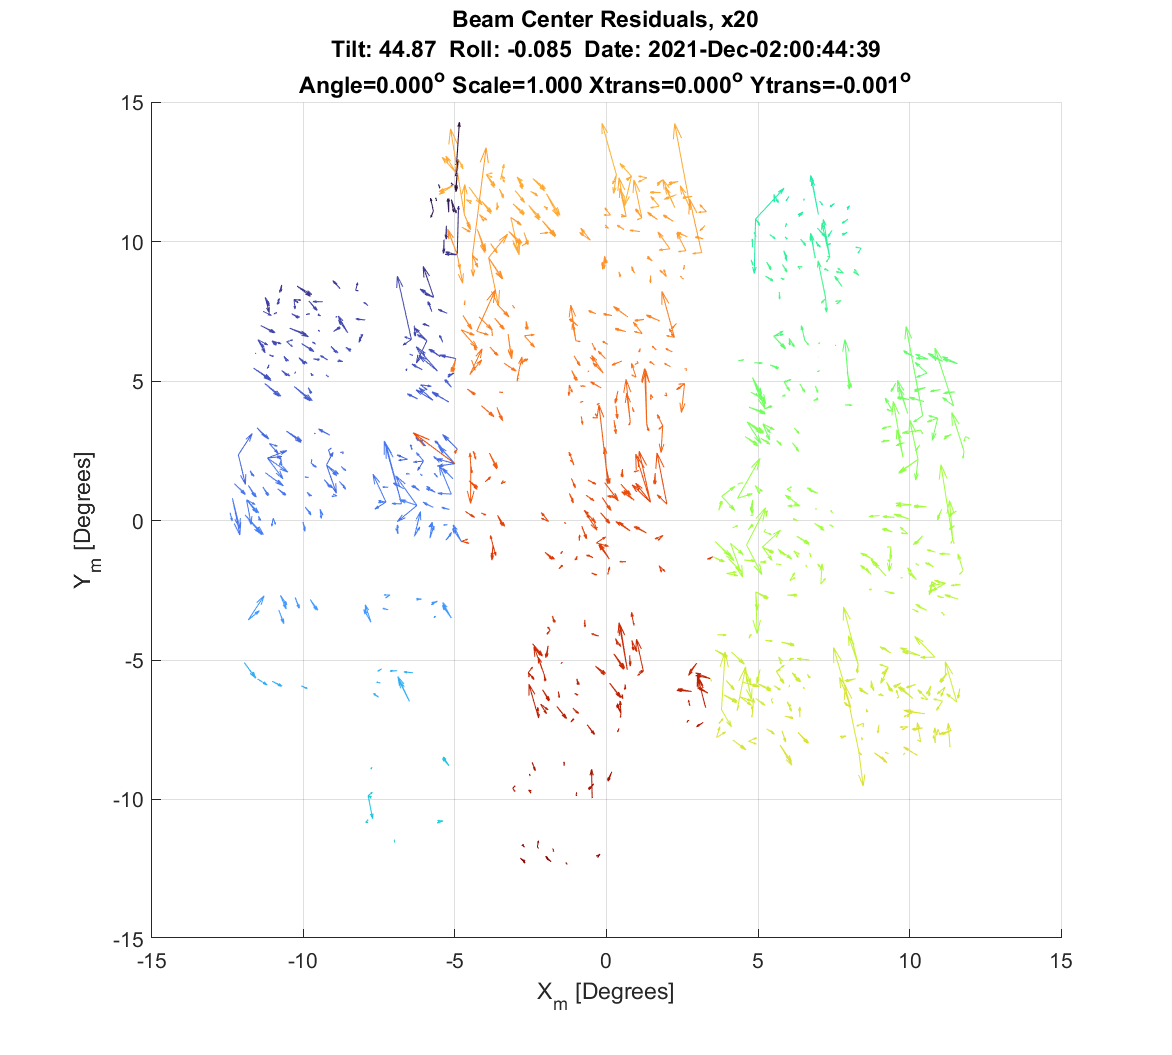 Beam Center Residuals, x20
Tilt: 44.87 Roll: -0.085 Date: 2021-Dec-02:00:44:39
Angle=0.000° Scale=1.000 Xtrans=0.000° Ytrans=-0.001°
15
10
5
0
-5
-10
-15
Y_m [Degrees]
-15 -10 -5 0 5 10 15
X_m [Degrees]